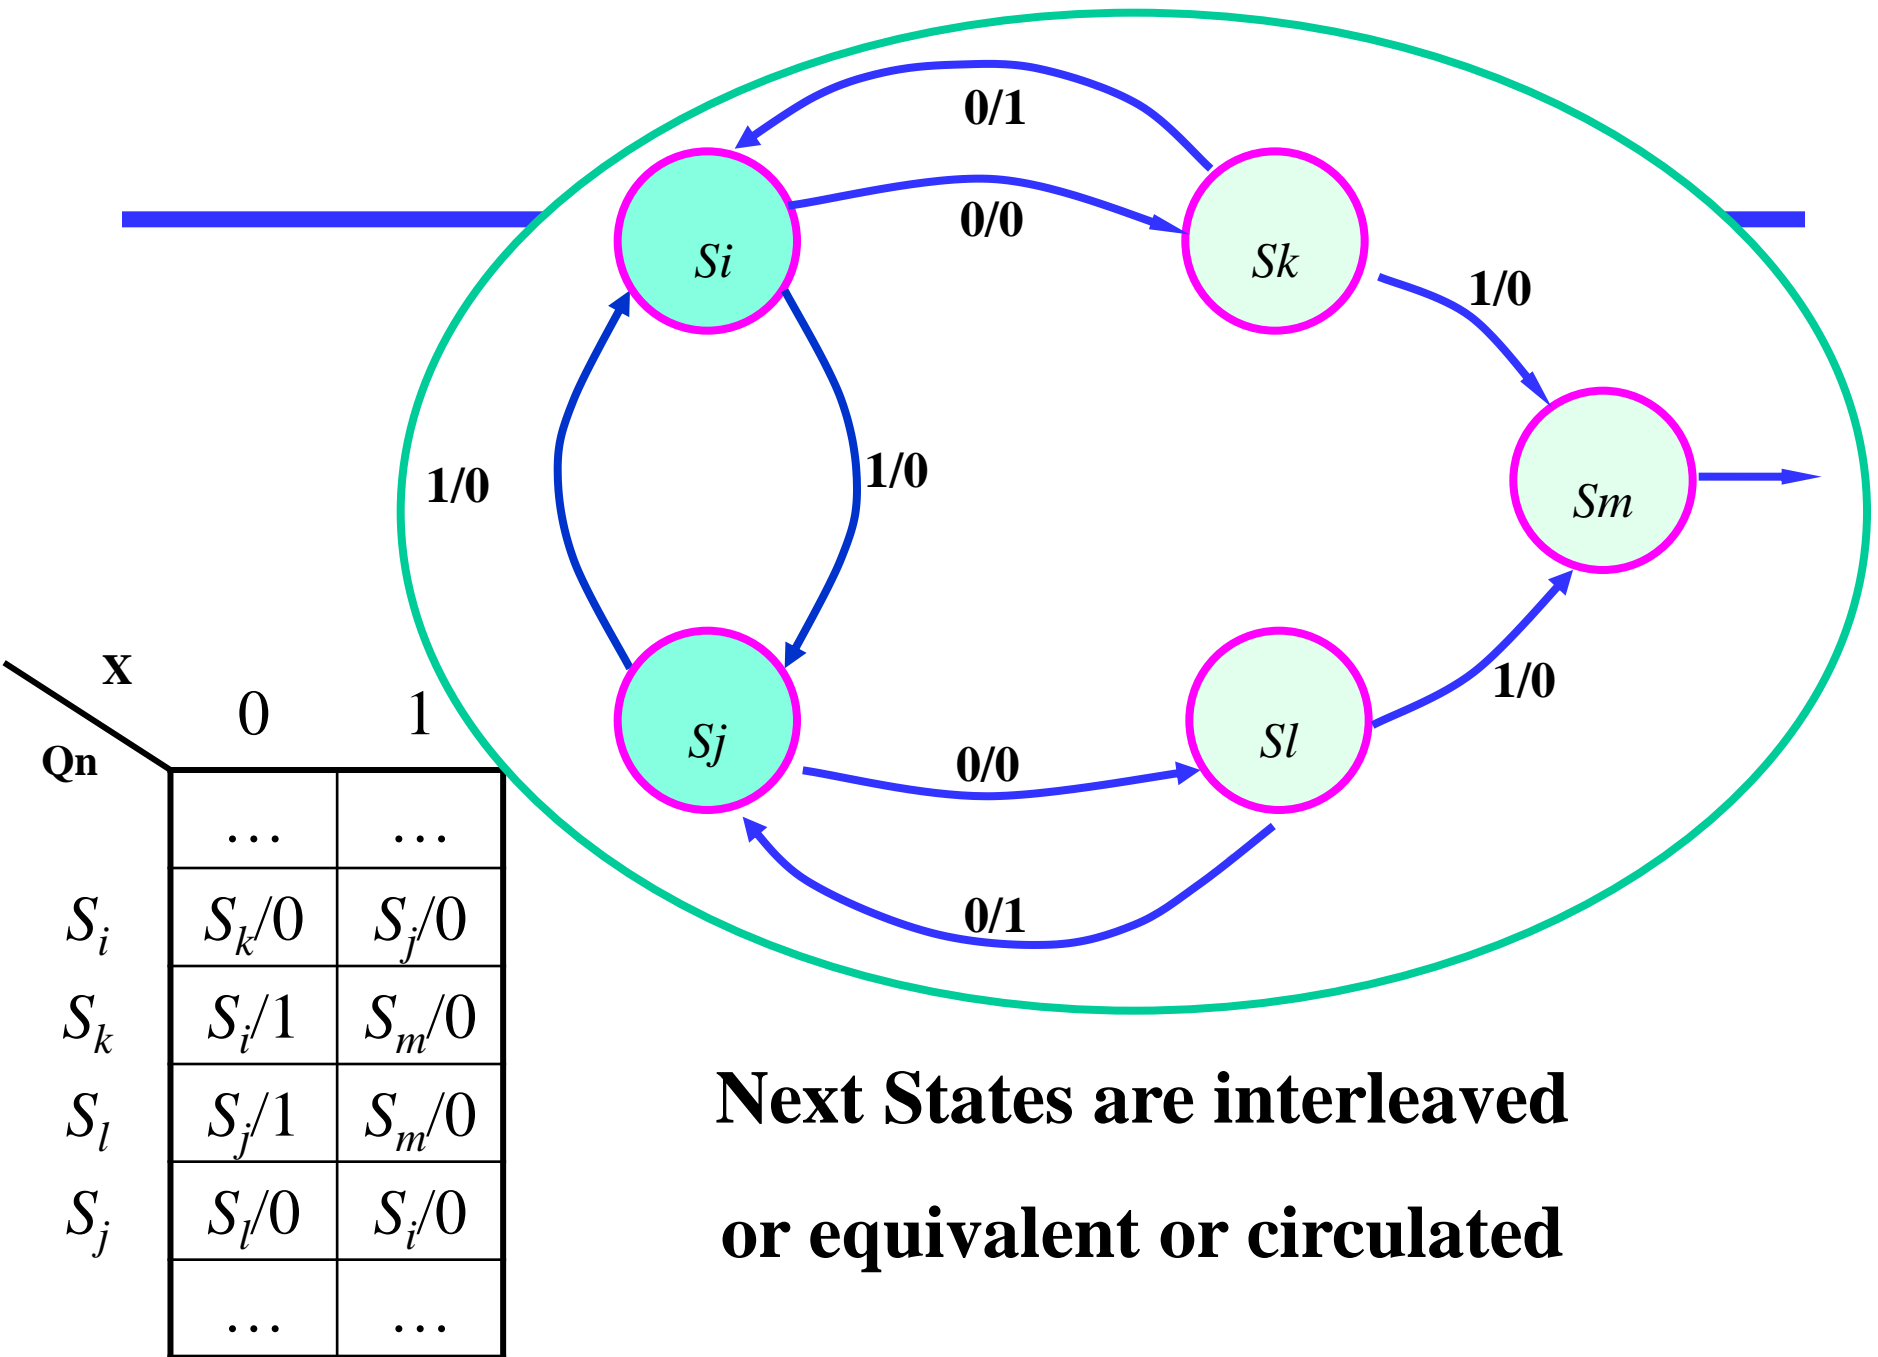 0/1
0/0
Si
Sk
1/0
1/0
1/0
Sm
X
0 1
Qn
Sj
0/0
Sl
1/0
0/1
… …
Si Sk/0 Sj/0
Sk Si/1 Sm/0
Sl Sj/1 Sm/0
Sj Sl/0 Si/0
… …
Next States are interleaved
or equivalent or circulated